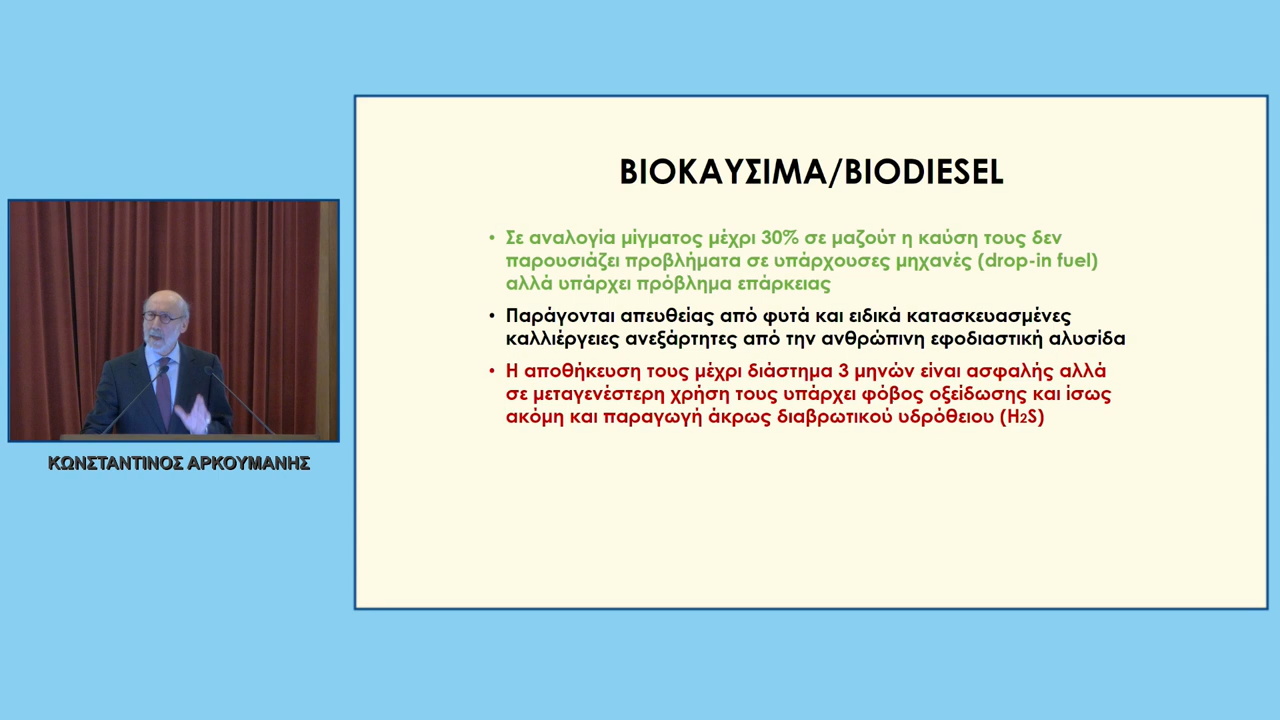 ΒΙΟΚΑΥΣΙΜΑ/BIODIESEL
• Σε αναλογία μίγματος μέχρι 30% σε μαζούτ η καύση τους δεν
παρουσιάζει προβλήματα σε υπάρχουσες μηχανές (drop-in fuel)
αλλά υπάρχει πρόβλημα επάρκειας
• Παράγονται απευθείας από φυτά και ειδικά κατασκευασμένες
καλλιέργειες ανεξάρτητες από την ανθρώπινη εφοδιαστική αλυσίδα
• Η αποθήκευση τους μέχρι διάστημα 3 μηνών είναι ασφαλής αλλά
σε μεταγενέστερη χρήση τους υπάρχει φόβος οξείδωσης και ίσως
ακόμη και παραγωγή άκρως διαβρωτικού υδρόθειου (H2S)
ΚΩΝΣΤΑΝΤΙΝΟΣ ΑΡΚΟΥΜΑΝΗΣ